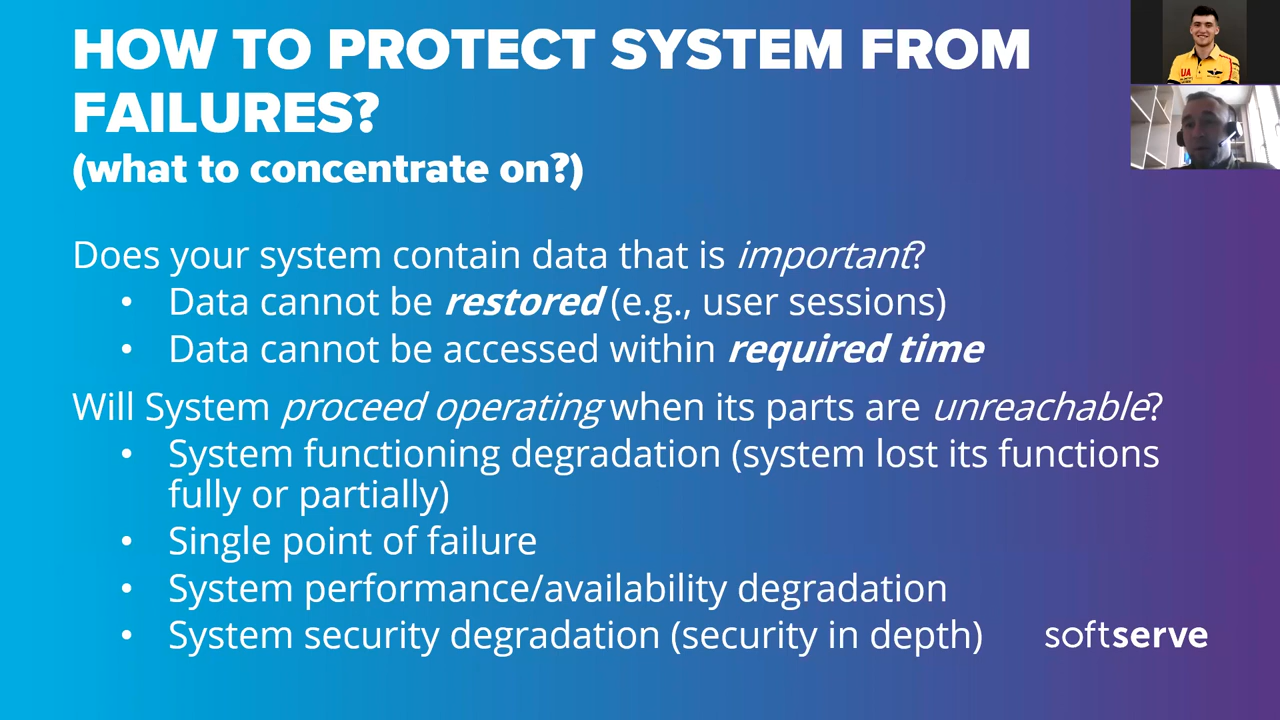 HOW TO PROTECT SYSTEM FROM
FAILURES?
(what to concentrate on?)
Does your system contain data that is important?
• Data cannot be restored (e.g., user sessions)
• Data cannot be accessed within required time
Will System proceed operating when its parts are unreachable?
• System functioning degradation (system lost its functions
fully or partially)
• Single point of failure
• System performance/availability degradation
• System security degradation (security in depth)
softserve
UA